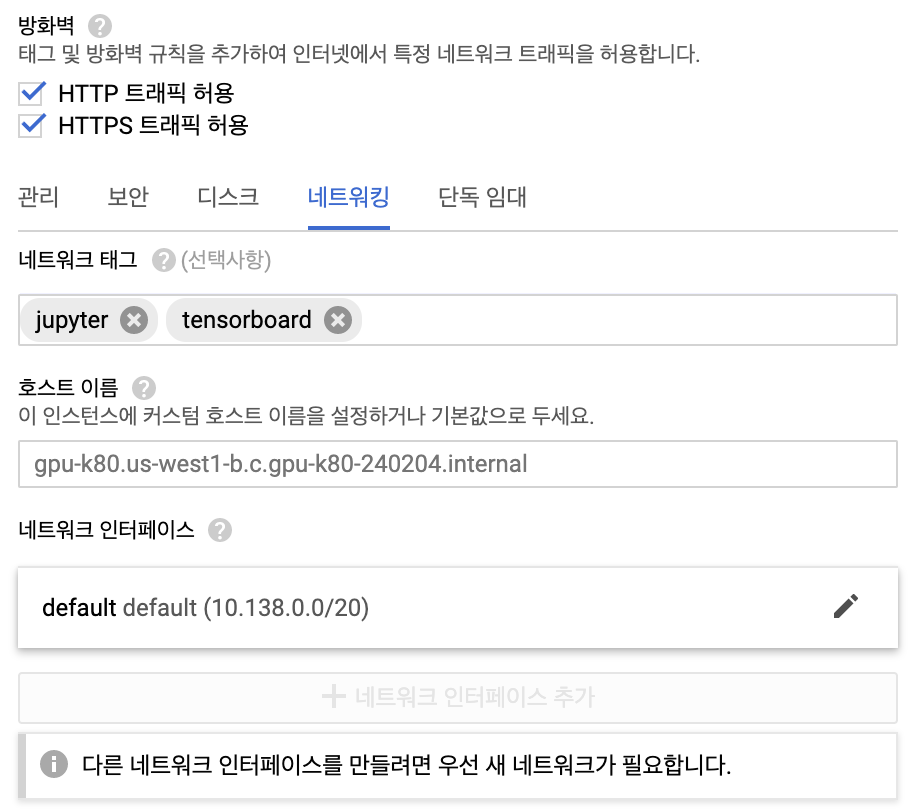 방화벽
태그 및 방화벽 규칙을 추가하여 인터넷에서 특정 네트워크 트래픽을 허용합니다.
HTTP 트래픽 허용
HTTPS 트래픽 허용
관리 보안 디스크 네트워킹 단독 임대
네트워크 태그 ? (선택사항)
jupyter tensorboard
호스트 이름 ?
이 인스턴스에 커스텀 호스트 이름을 설정하거나 기본값으로 두세요.
gpu-k80.us-west1-b.c.gpu-k80-240204.internal
네트워크 인터페이스 ?
default default (10.138.0.0/20)
+ 네트워크 인터페이스 추가
다른 네트워크 인터페이스를 만들려면 우선 새 네트워크가 필요합니다.